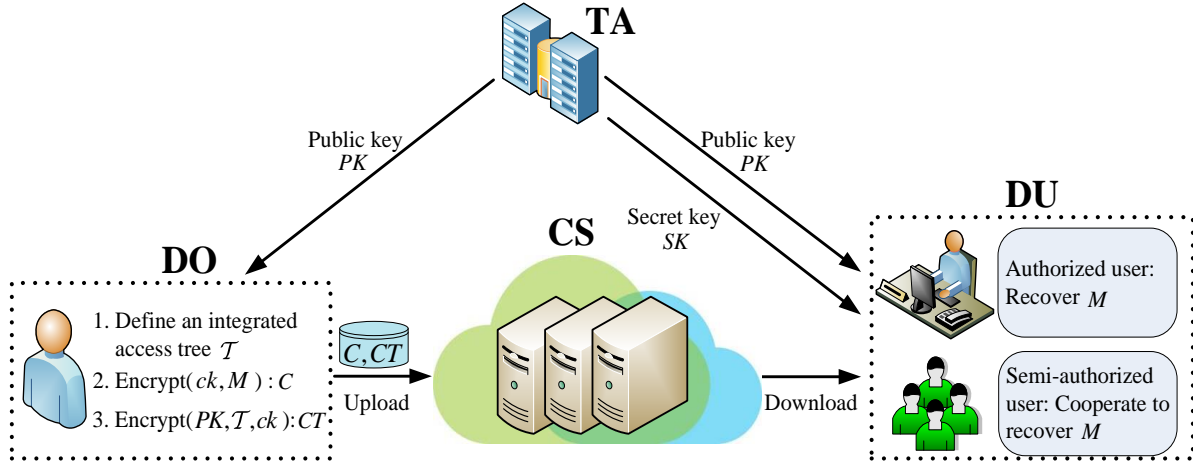 TA
Public key
PK
Public key
PK
Secret key
SK
DU
CS
DO
1. Define an integrated
access tree 𝒯
2. Encrypt(ck, M) : C
3. Encrypt(PK, 𝒯, ck): CT
C, CT
Upload
Download
Authorized user:
Recover M
Semi-authorized
user: Cooperate to
recover M